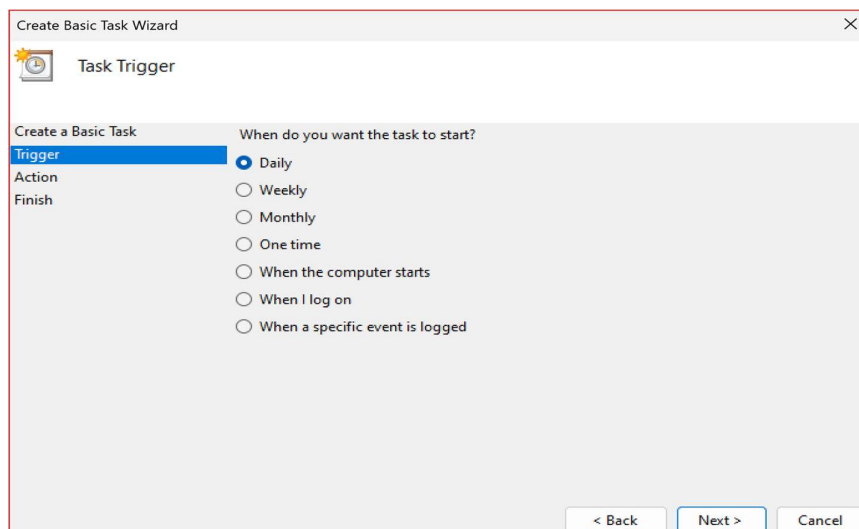 Create Basic Task Wizard
Task Trigger
Create a Basic Task
Trigger
Action
Finish
When do you want the task to start?
Daily
Weekly
Monthly
One time
When the computer starts
When I log on
When a specific event is logged
< Back Next > Cancel